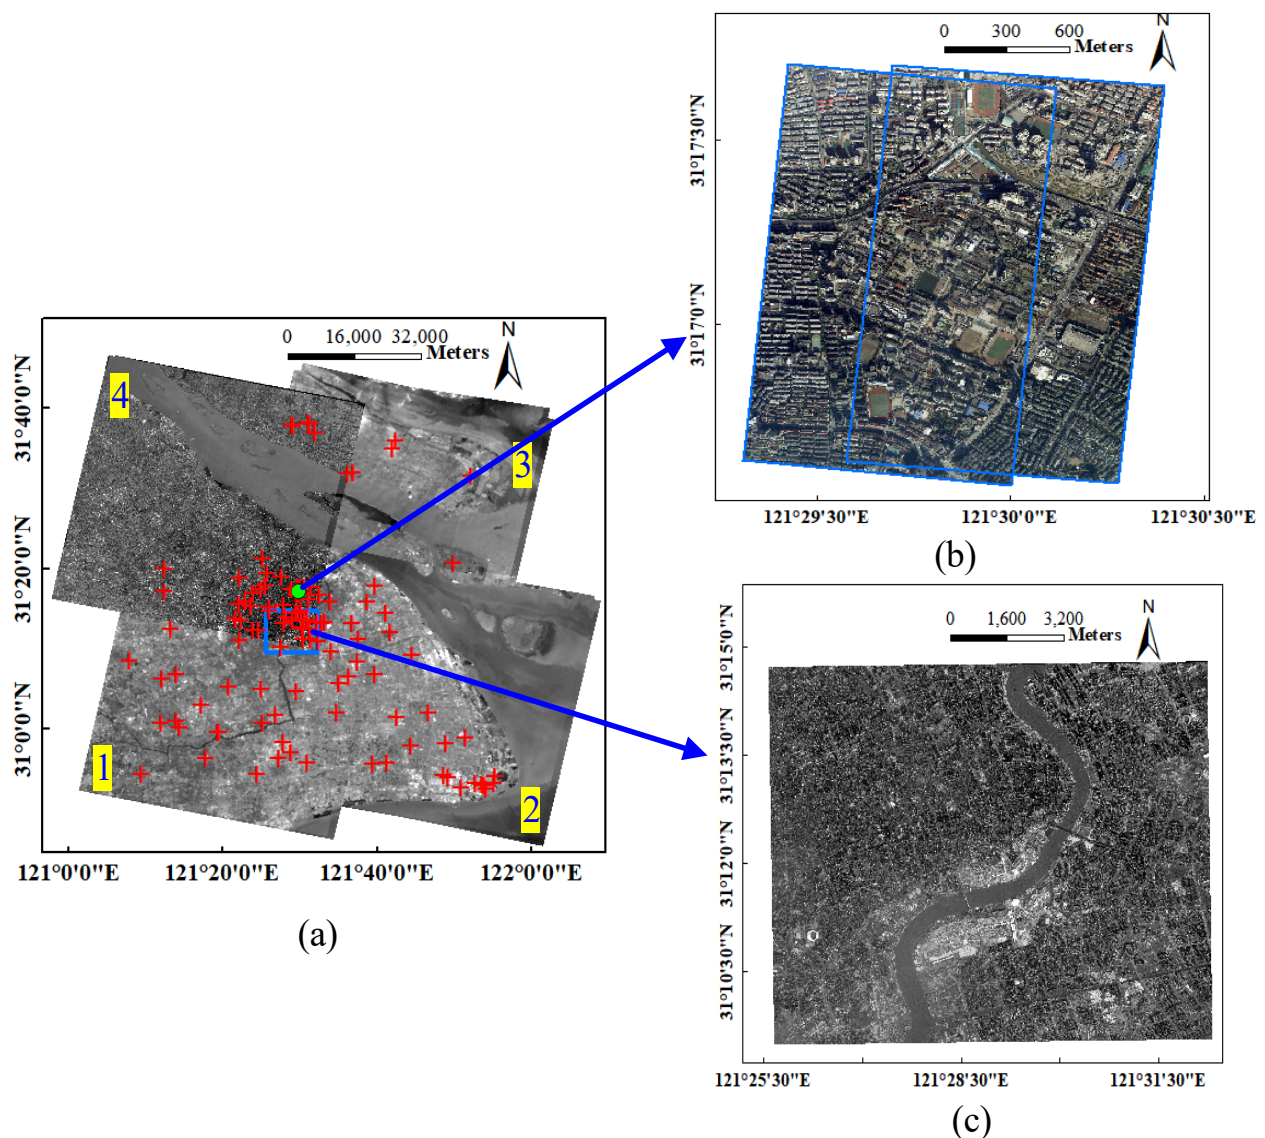 0 300 600
Meters
N
31°17'30"N
31°17'0"N
121°29'30"E 121°30'0"E 121°30'30"E
(b)
0 16,000 32,000
Meters
N
4
3
1
2
31°40'0"N
31°20'0"N
31°0'0"N
121°0'0"E 121°20'0"E 121°40'0"E 122°0'0"E
(a)
0 1,600 3,200
Meters
N
31°15'0"N
31°13'30"N
31°12'0"N
31°10'30"N
121°25'30"E 121°28'30"E 121°31'30"E
(c)